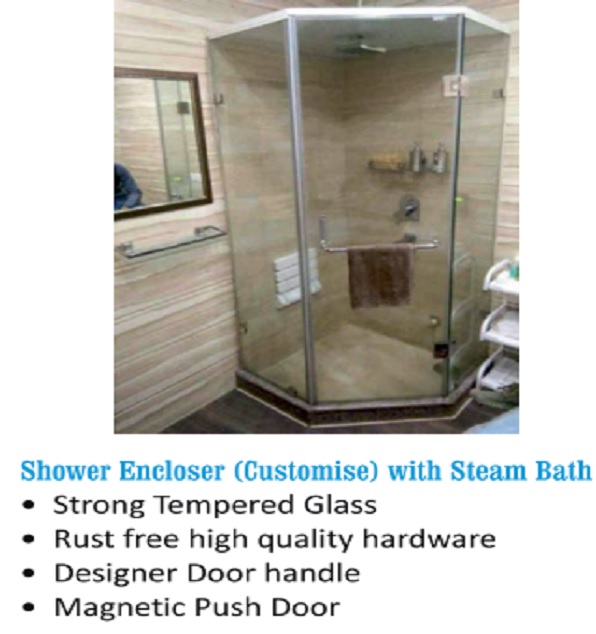 Shower Encloser (Customise) with Steam Bath
• Strong Tempered Glass
• Rust free high quality hardware
• Designer Door handle
• Magnetic Push Door